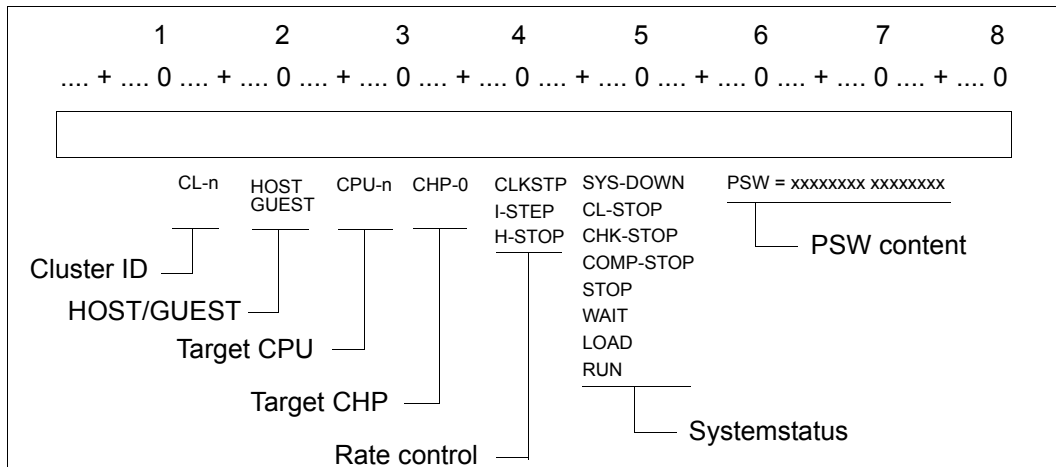 1 2 3 4 5 6 7 8
.... + .... 0 .... + .... 0 .... + .... 0 .... + .... 0 .... + .... 0 .... + .... 0 .... + .... 0 .... + .... 0
CL-n HOST CPU-n CHP-0 CLKSTP SYS-DOWN PSW = xxxxxxxx xxxxxxxx
GUEST I-STEP CL-STOP
H-STOP CHK-STOP PSW content
Cluster ID COMP-STOP
HOST/GUEST STOP
WAIT
Target CPU LOAD
RUN
Target CHP
Systemstatus
Rate control